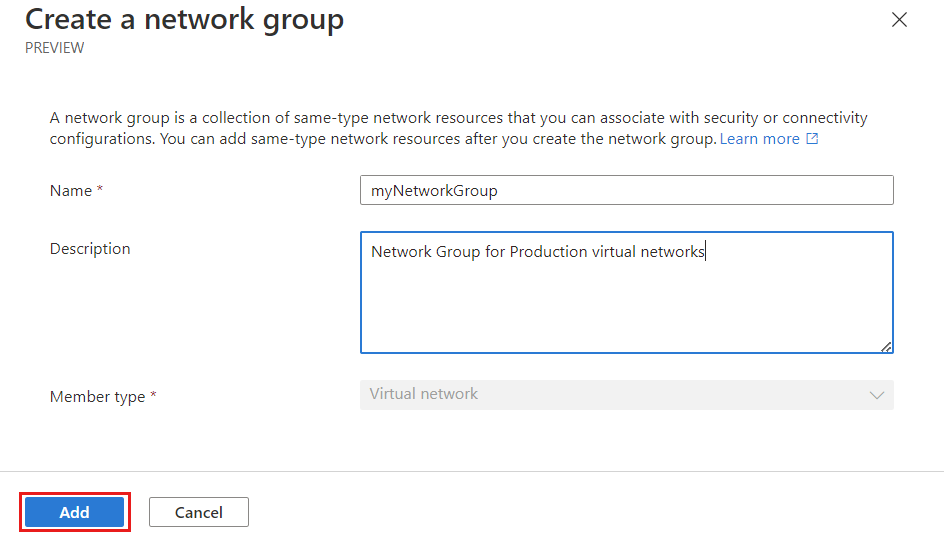 Create a network group
PREVIEW
A network group is a collection of same-type network resources that you can associate with security or connectivity
configurations. You can add same-type network resources after you create the network group. Learn more
Name *
myNetworkGroup
Description
Network Group for Production virtual networks
Member type *
Virtual network
Add
Cancel